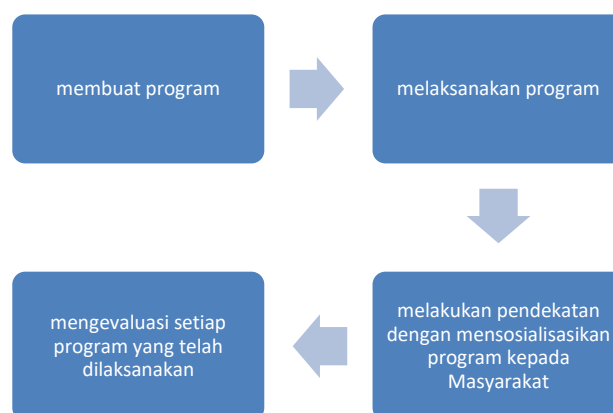 membuat program
melaksanakan program
melakukan pendekatan
dengan mensosialisasikan
program kepada
Masyarakat
mengevaluasi setiap
program yang telah
dilaksanakan